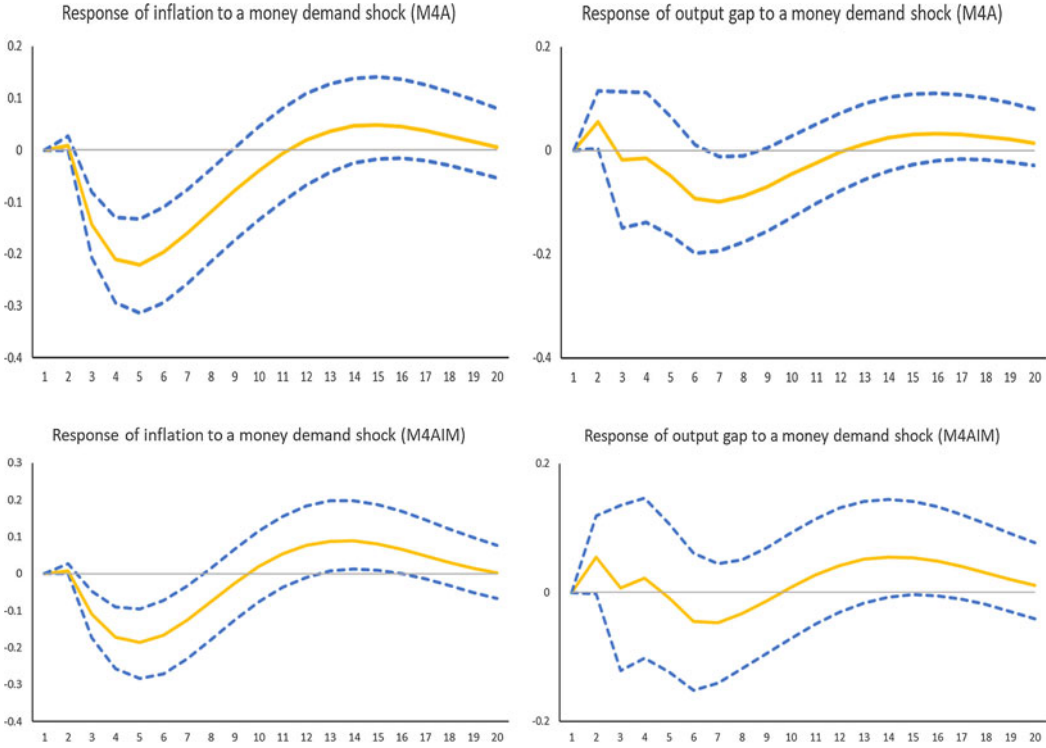 Response of inflation to a money demand shock (M4A)
0.2
0.1
0
-0.1
-0.2
-0.3
-0.4
1 2 3 4 5 6 7 8 9 10 11 12 13 14 15 16 17 18 19 20
Response of output gap to a money demand shock (M4A)
0.2
0
-0.2
-0.4
1 2 3 4 5 6 7 8 9 10 11 12 13 14 15 16 17 18 19 20
Response of inflation to a money demand shock (M4AIM)
0.3
0.2
0.1
0
-0.1
-0.2
-0.3
-0.4
1 2 3 4 5 6 7 8 9 10 11 12 13 14 15 16 17 18 19 20
Response of output gap to a money demand shock (M4AIM)
0.2
0
-0.2
1 2 3 4 5 6 7 8 9 10 11 12 13 14 15 16 17 18 19 20